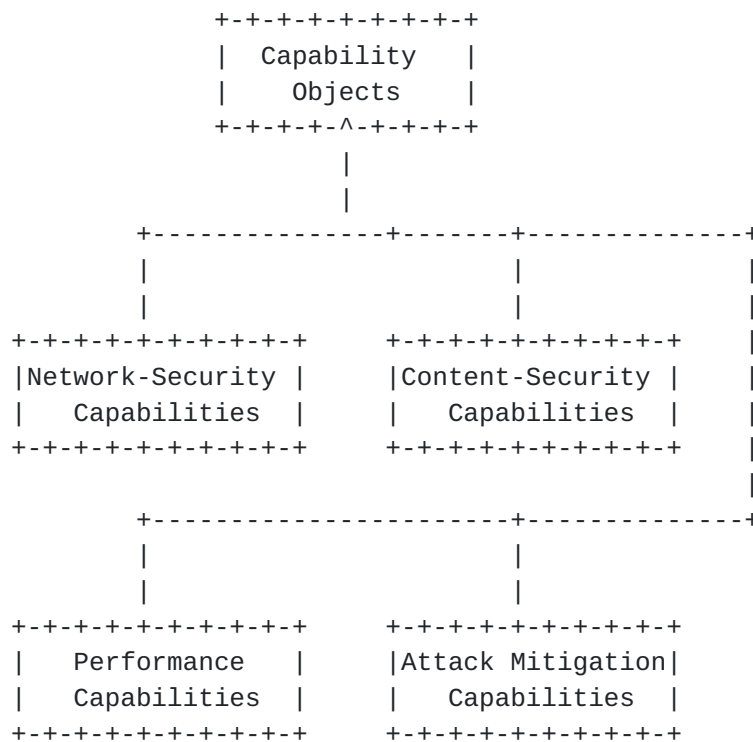 +-+-+-+-+-+-+-+-+
|  Capability   |
|    Objects    |
+-+-+-+-^-+-+-+-+
|
|
+---------------+-------+--------------+
|                       |              |
|                       |              |
+-+-+-+-+-+-+-+-+-+     +-+-+-+-+-+-+-+-+-+    |
|Network-Security |     |Content-Security |    |
|   Capabilities  |     |   Capabilities  |    |
+-+-+-+-+-+-+-+-+-+     +-+-+-+-+-+-+-+-+-+    |
|
+-----------------------+--------------+
|                       |
|                       |
+-+-+-+-+-+-+-+-+-+     +-+-+-+-+-+-+-+-+-+
|   Performance   |     |Attack Mitigation|
|   Capabilities  |     |   Capabilities  |
+-+-+-+-+-+-+-+-+-+     +-+-+-+-+-+-+-+-+-+